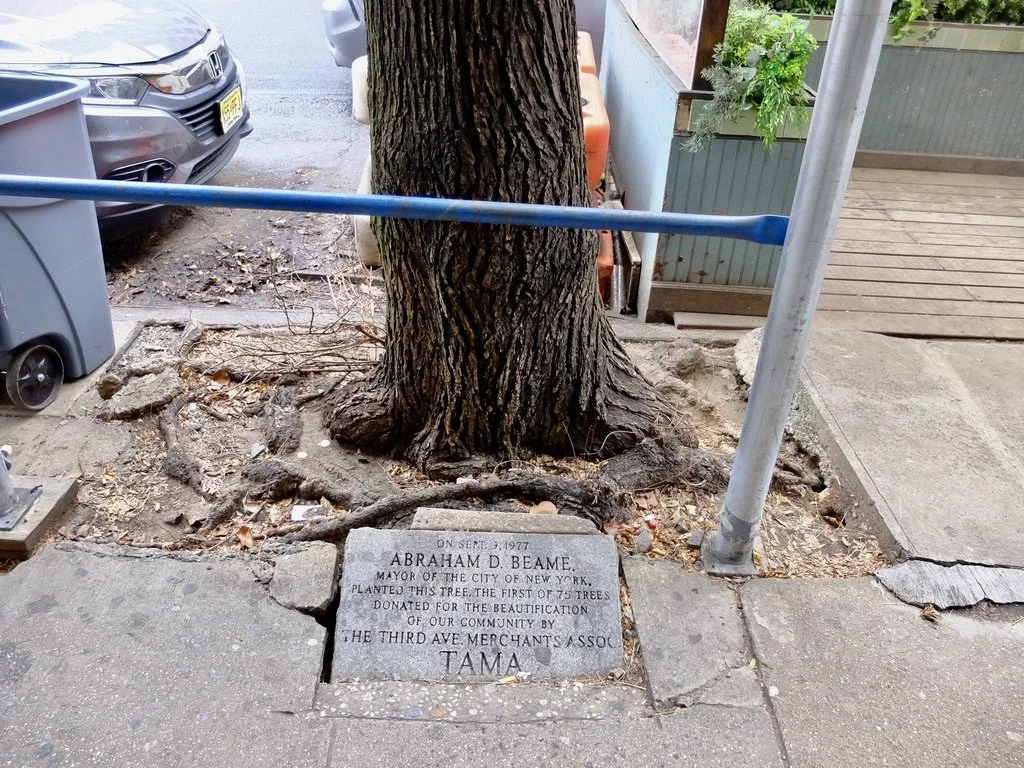 ON SEPT. 9, 1977
ABRAHAM D. BEAME,
MAYOR OF THE CITY OF NEW YORK,
PLANTED THIS TREE, THE FIRST OF 75 TREES
DONATED FOR THE BEAUTIFICATION
OF OUR COMMUNITY BY
THE THIRD AVE. MERCHANTS ASSOC
TAMA